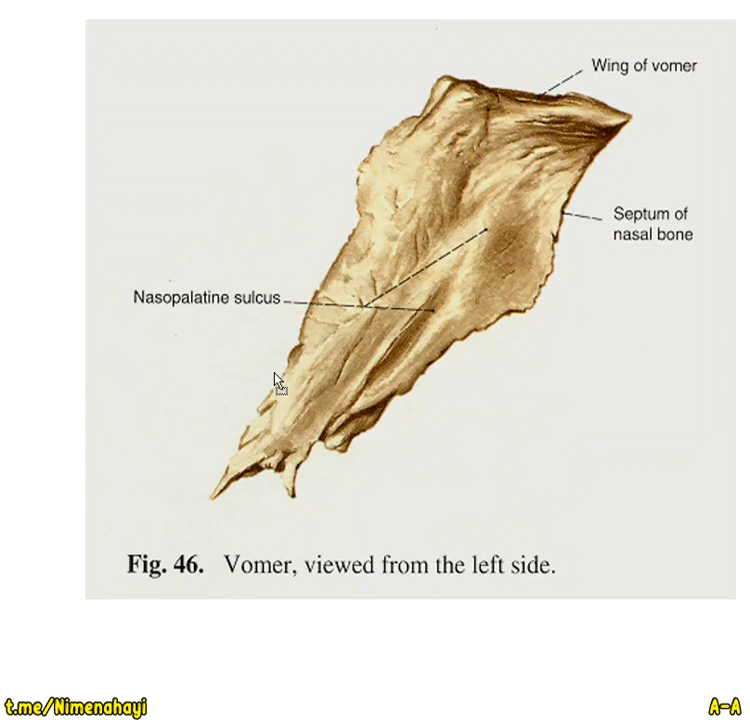 Wing of vomer
Septum of
nasal bone
Nasopalatine sulcus
Fig. 46. Vomer, viewed from the left side.
t.me/Nimenahayi
A-A